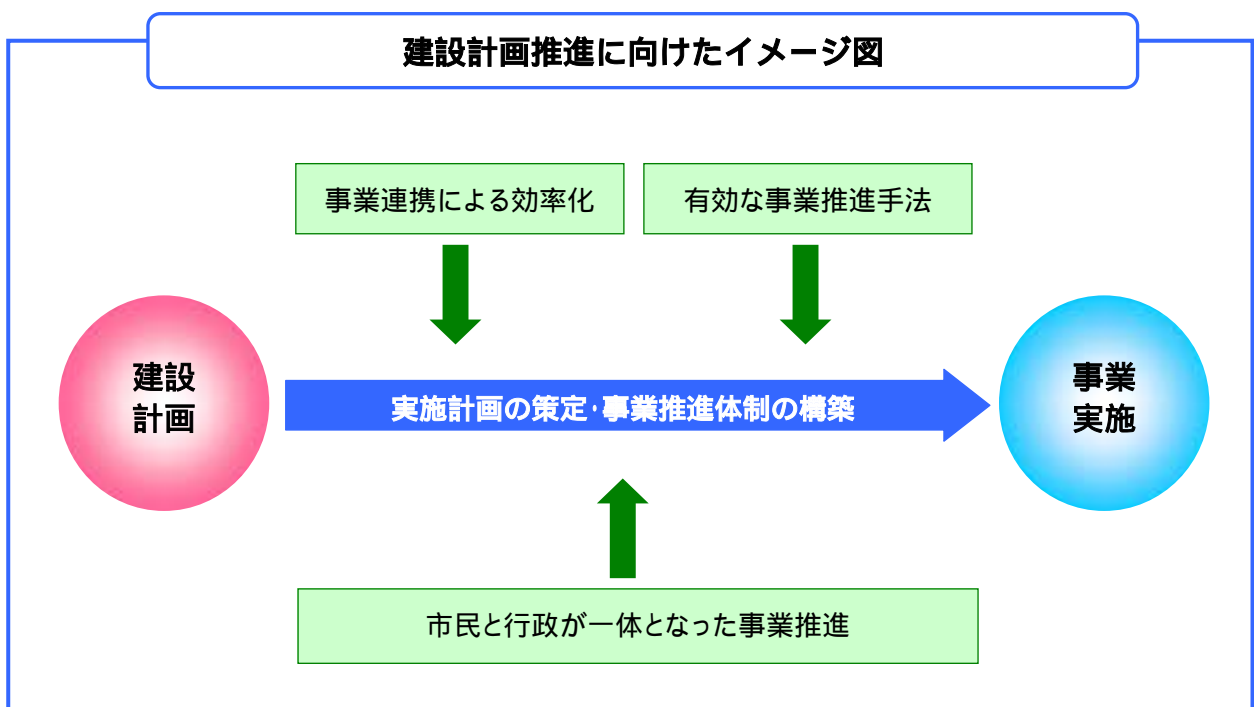 建設計画推進に向けたイメージ図
事業連携による効率化
有効な事業推進手法
建設
計画
実施計画の策定･事業推進体制の構築
事業
実施
市民と行政が一体となった事業推進